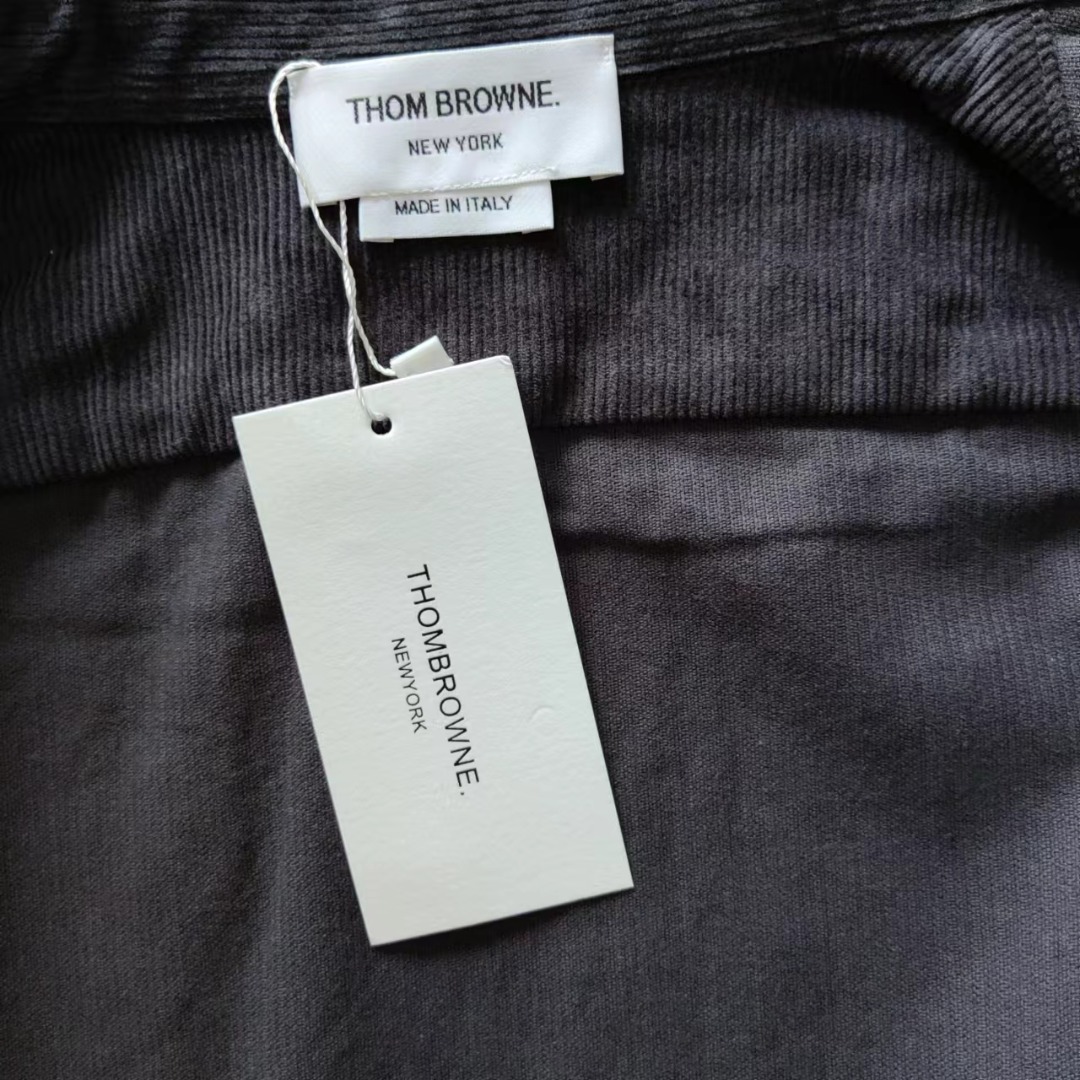 THOM BROWNE.
NEW YORK
MADE IN ITALY
THOMBROWNE.
NEWYORK